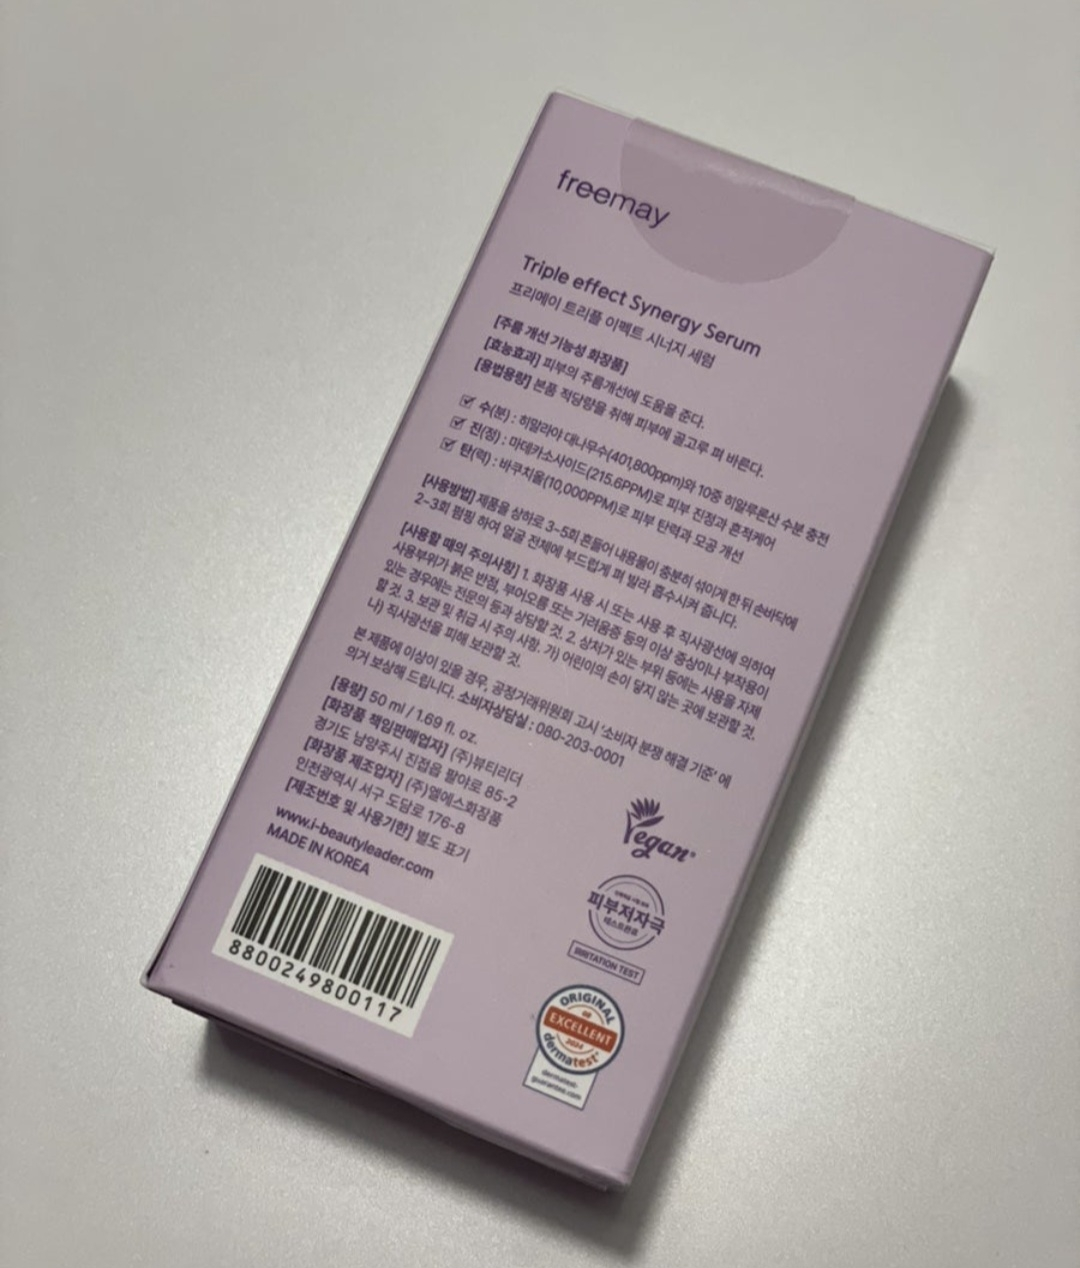 freemay
Triple effect Synergy Serum
프리메이 트리플 이펙트 시너지 세럼
[주름 개선 기능성 화장품]
[효능효과] 피부의 주름개선에 도움을 준다.
[용법용량] 본품 적당량을 취해 피부에 골고루 펴 바른다.
수(분) : 히말라야 대나무수(401,800ppm)와 10중 히알루론산 수분 충전
진(정) : 마데카소사이드(215.6PPM)로 피부 진정과 흔적케어
탄(력) : 바쿠치올(10,000PPM)로 피부 탄력과 모공 개선
[사용방법] 제품을 상하로 3~5회 흔들어 내용물이 충분히 섞이게 한 뒤 손바닥에
2~3회 펌핑 하여 얼굴 전체에 부드럽게 펴 발라 흡수시켜 줍니다.
[사용할 때의 주의사항] 1. 화장품 사용 시 또는 사용 후 직사광선에 의하여
사용부위가 붉은 반점, 부어오름 또는 가려움증 등의 이상 증상이나 부작용이
있는 경우에는 전문의 등과 상담할 것. 2. 상처가 있는 부위 등에는 사용을 자제
할 것. 3. 보관 및 취급 시 주의 사항. 가) 어린이의 손이 닿지 않는 곳에 보관할 것.
나) 직사광선을 피해 보관할 것.
본 제품에 이상이 있을 경우, 공정거래위원회 고시 '소비자 분쟁 해결 기준' 에
의거 보상해 드립니다. 소비자상담실 : 080-203-0001
[용량] 50 ml / 1.69 fl. oz.
[화장품 책임판매업자] (주)뷰티리더
경기도 남양주시 진접읍 팔야로 85-2
[화장품 제조업자] (주)엘에스화장품
인천광역시 서구 도담로 176-8
[제조번호 및 사용기한] 별도 표기
www.i-beautyleader.com
MADE IN KOREA
8800249800117
Vegan
피부저자극
테스트완료
IRRITATION TEST
ORIGINAL
EXCELLENT
2024
dermatest
dermatest-
guarantee.com